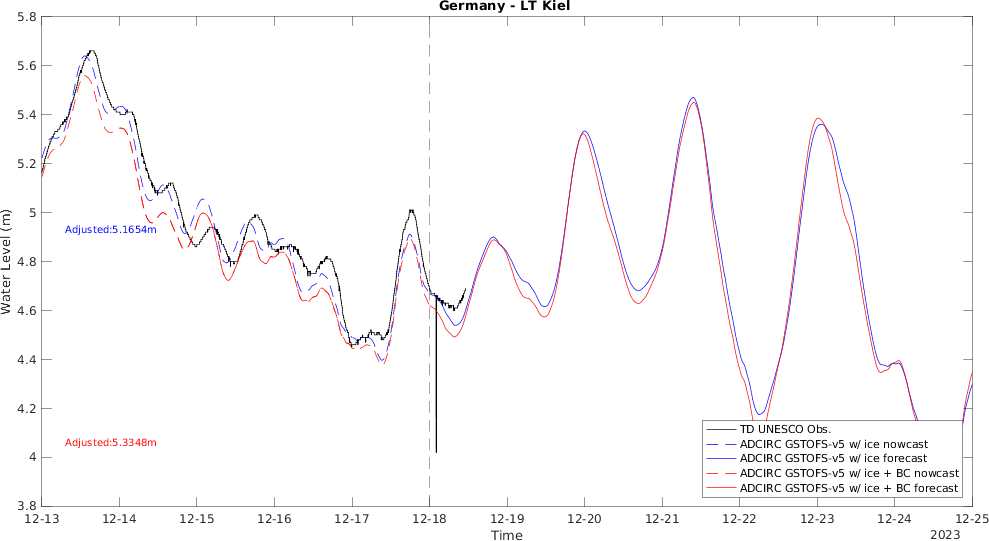 Germany - LT Kiel
5.8
5.6
5.4
5.2
5
4.8
4.6
4.4
4.2
4
3.8
Water Level (m)
Adjusted:5.1654m
Adjusted:5.3348m
TD UNESCO Obs.
ADCIRC GSTOFS-v5 w/ ice nowcast
ADCIRC GSTOFS-v5 w/ ice forecast
ADCIRC GSTOFS-v5 w/ ice + BC nowcast
ADCIRC GSTOFS-v5 w/ ice + BC forecast
12-13 12-14 12-15 12-16 12-17 12-18 12-19 12-20 12-21 12-22 12-23 12-24 12-25
Time
2023